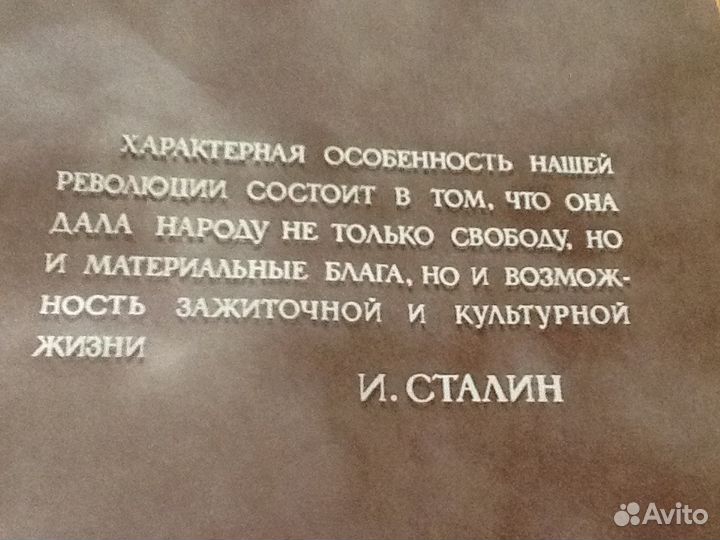 ХАРАКТЕРНАЯ ОСОБЕННОСТЬ НАШЕЙ
РЕВОЛЮЦИИ СОСТОИТ В ТОМ, ЧТО ОНА
ДАЛА НАРОДУ НЕ ТОЛЬКО СВОБОДУ, НО
И МАТЕРИАЛЬНЫЕ БЛАГА, НО И ВОЗМОЖ-
НОСТЬ ЗАЖИТОЧНОЙ И КУЛЬТУРНОЙ
ЖИЗНИ
И. СТАЛИН
Avito